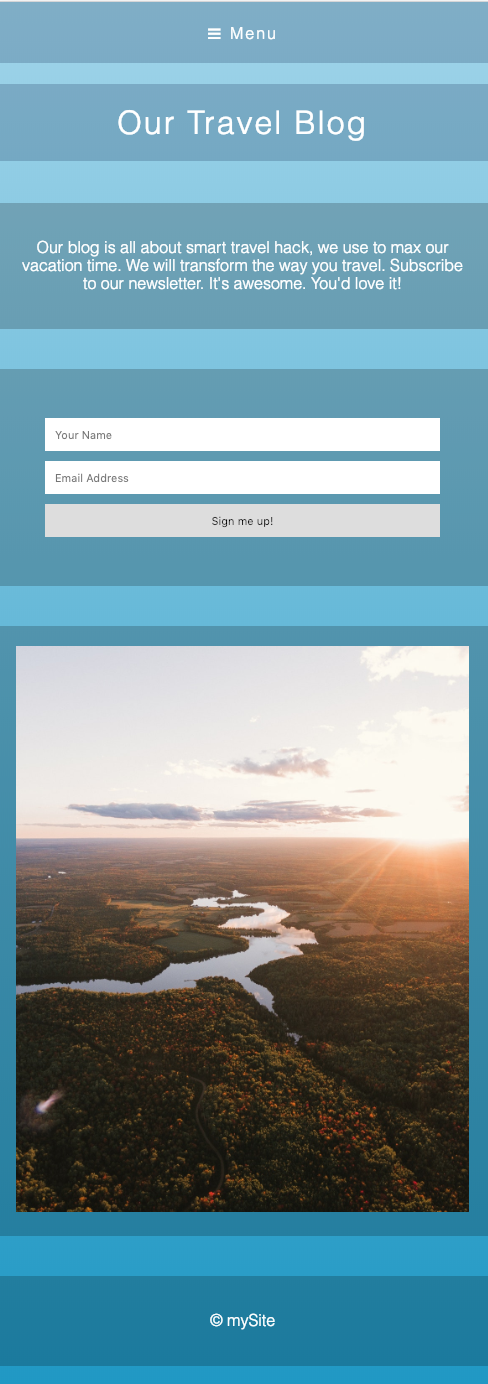 Menu
Our Travel Blog
Our blog is all about smart travel hack, we use to max our
vacation time. We will transform the way you travel. Subscribe
to our newsletter. It's awesome. You'd love it!
Your Name
Email Address
Sign me up!
© mySite